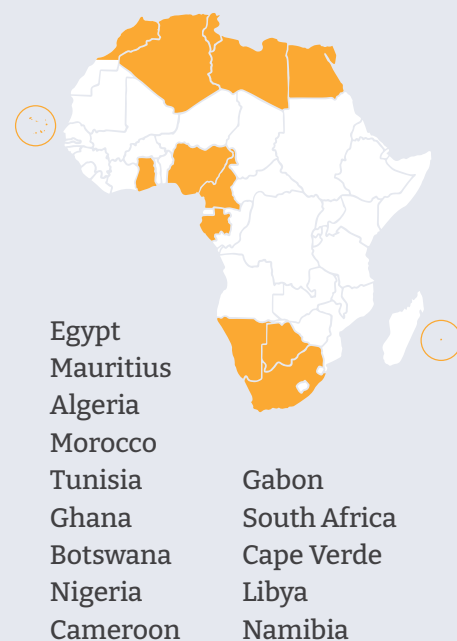 Egypt
Mauritius
Algeria
Morocco
Tunisia
Ghana
Botswana
Nigeria
Cameroon
Gabon
South Africa
Cape Verde
Libya
Namibia